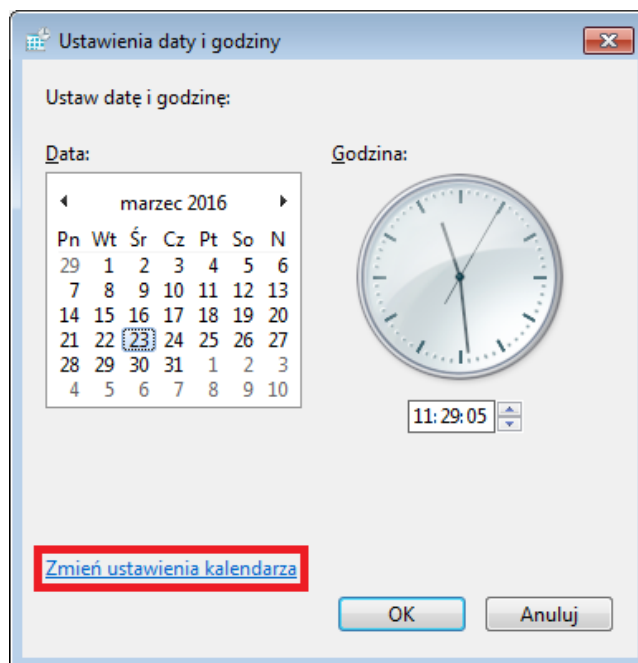 Ustawienia daty i godziny
Ustaw datę i godzinę:
Data:
Godzina:
marzec 2016
Pn Wt Śr Cz Pt So N
29 1 2 3 4 5 6
7 8 9 10 11 12 13
14 15 16 17 18 19 20
21 22 23 24 25 26 27
28 29 30 31 1 2 3
4 5 6 7 8 9 10
11:29:05
Zmień ustawienia kalendarza
OK
Anuluj